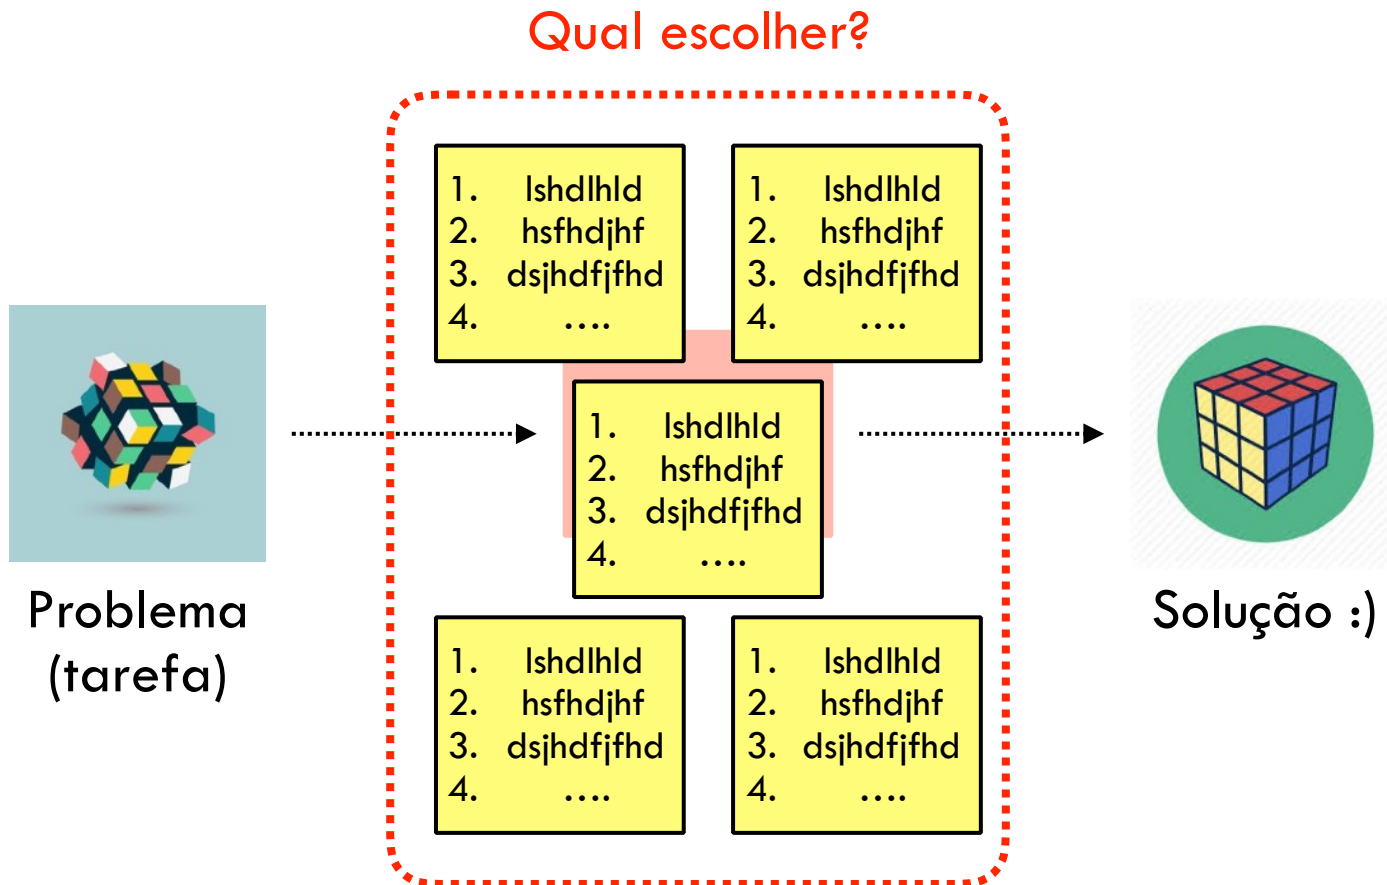 Qual escolher?
1. lshdlhld
2. hsfhdjhf
3. dsjhdfjfhd
4. ....
1. lshdlhld
2. hsfhdjhf
3. dsjhdfjfhd
4. ....
1. lshdlhld
2. hsfhdjhf
3. dsjhdfjfhd
4. ....
Problema
(tarefa)
Solução :)
1. lshdlhld
2. hsfhdjhf
3. dsjhdfjfhd
4. ....
1. lshdlhld
2. hsfhdjhf
3. dsjhdfjfhd
4. ....